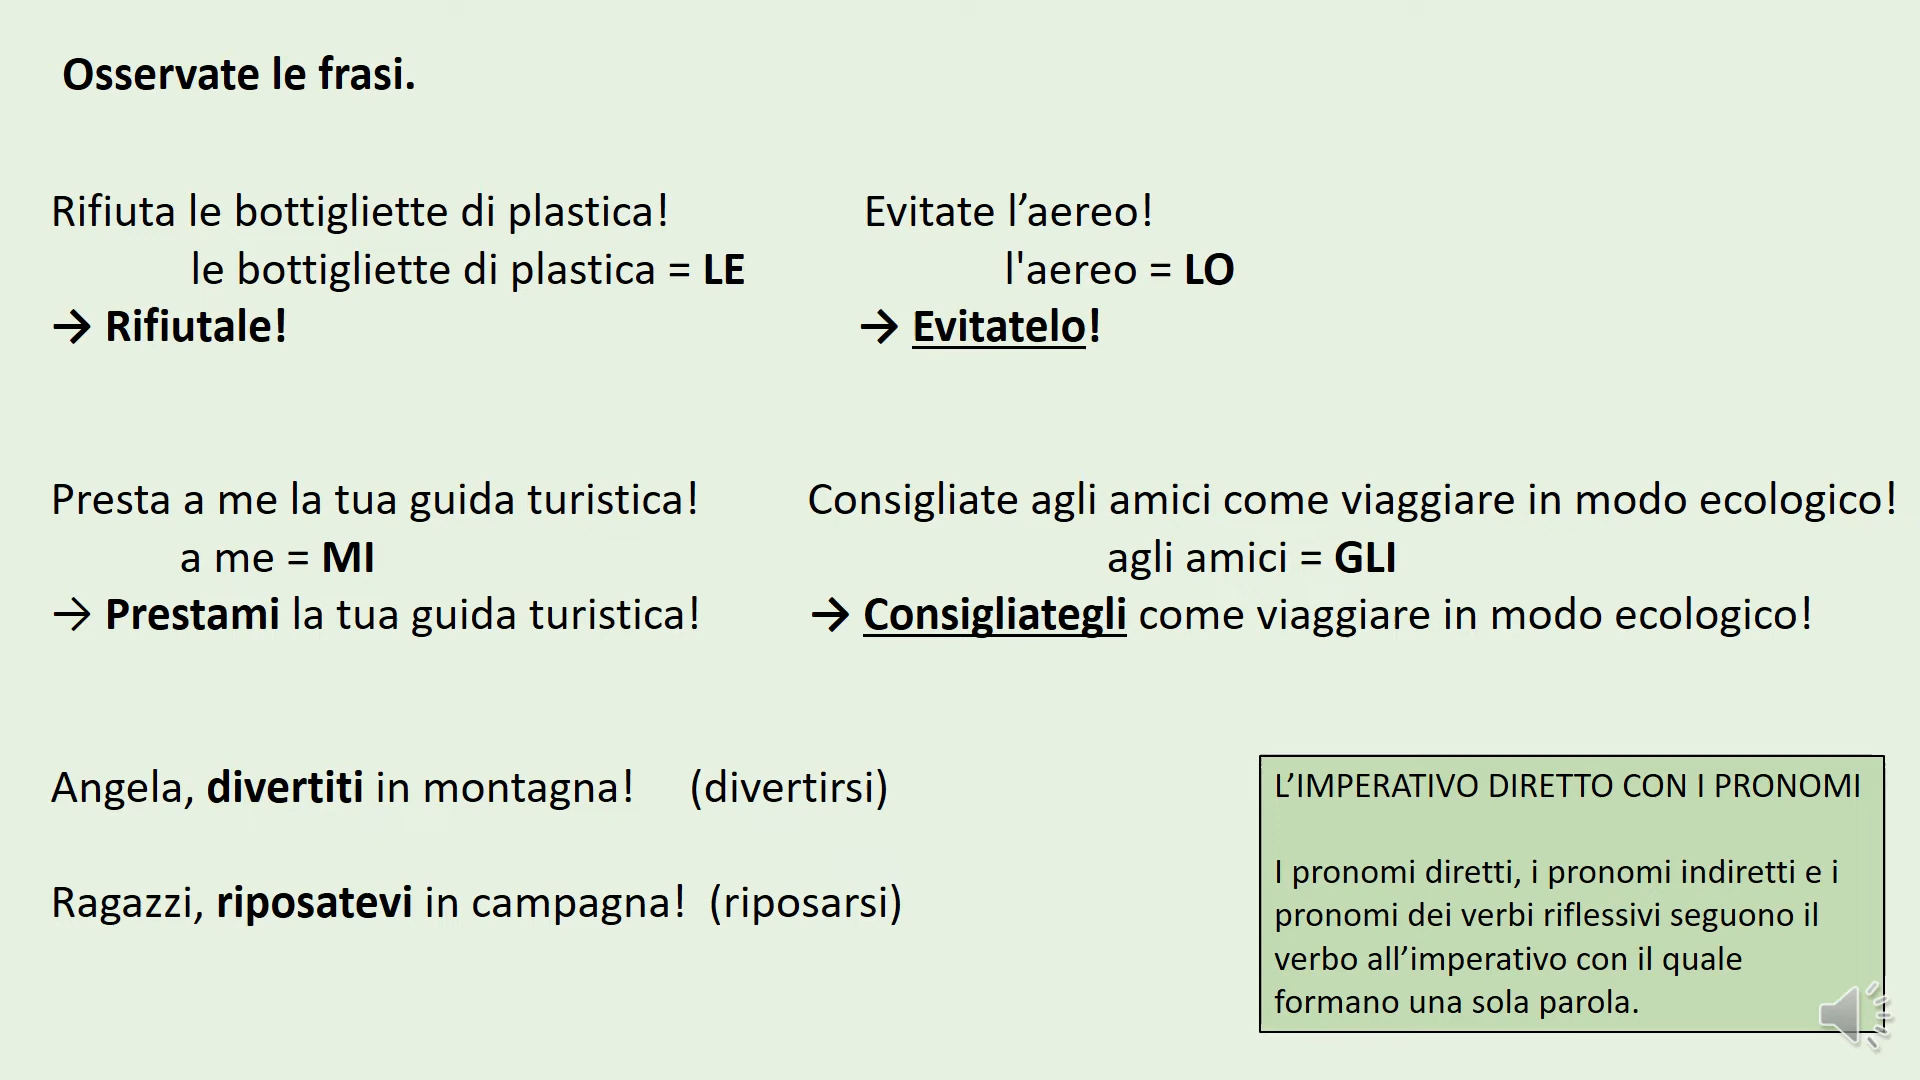 Osservate le frasi.
Rifiuta le bottigliette di plastica!
le bottigliette di plastica = LE
→ Rifiutale!
Evitate l’aereo!
l'aereo = LO
→ Evitatelo!
Presta a me la tua guida turistica!
a me = MI
→ Prestami la tua guida turistica!
Consigliate agli amici come viaggiare in modo ecologico!
agli amici = GLI
→ Consigliategli come viaggiare in modo ecologico!
Angela, divertiti in montagna! (divertirsi)
Ragazzi, riposatevi in campagna! (riposarsi)
L’IMPERATIVO DIRETTO CON I PRONOMI
I pronomi diretti, i pronomi indiretti e i
pronomi dei verbi riflessivi seguono il
verbo all’imperativo con il quale
formano una sola parola.